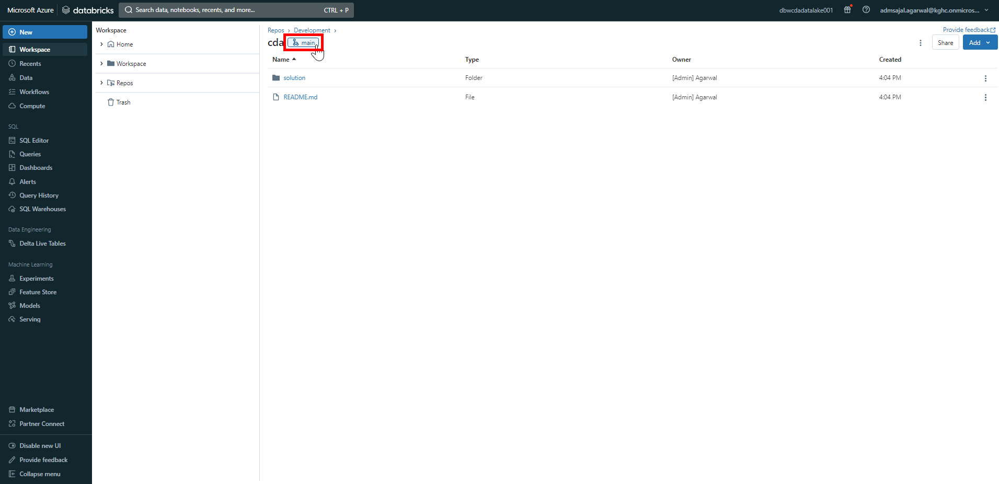 Microsoft Azure databricks Search data, notebooks, recents, and more... CTRL + P dbwcdadatalake001 admsajal.agarwal@kghc.onmicros...
New
Workspace
Recents
Data
Workflows
Compute
SQL
SQL Editor
Queries
Dashboards
Alerts
Query History
SQL Warehouses
Data Engineering
Delta Live Tables
Machine Learning
Experiments
Feature Store
Models
Serving
Marketplace
Partner Connect
Disable new UI
Provide feedback
Collapse menu
Workspace
Home
Workspace
Repos
Trash
Repos › Development ›
Provide feedback
cda main
Share Add
Name Type Owner Created
solution Folder [Admin] Agarwal 4:04 PM
README.md File [Admin] Agarwal 4:04 PM